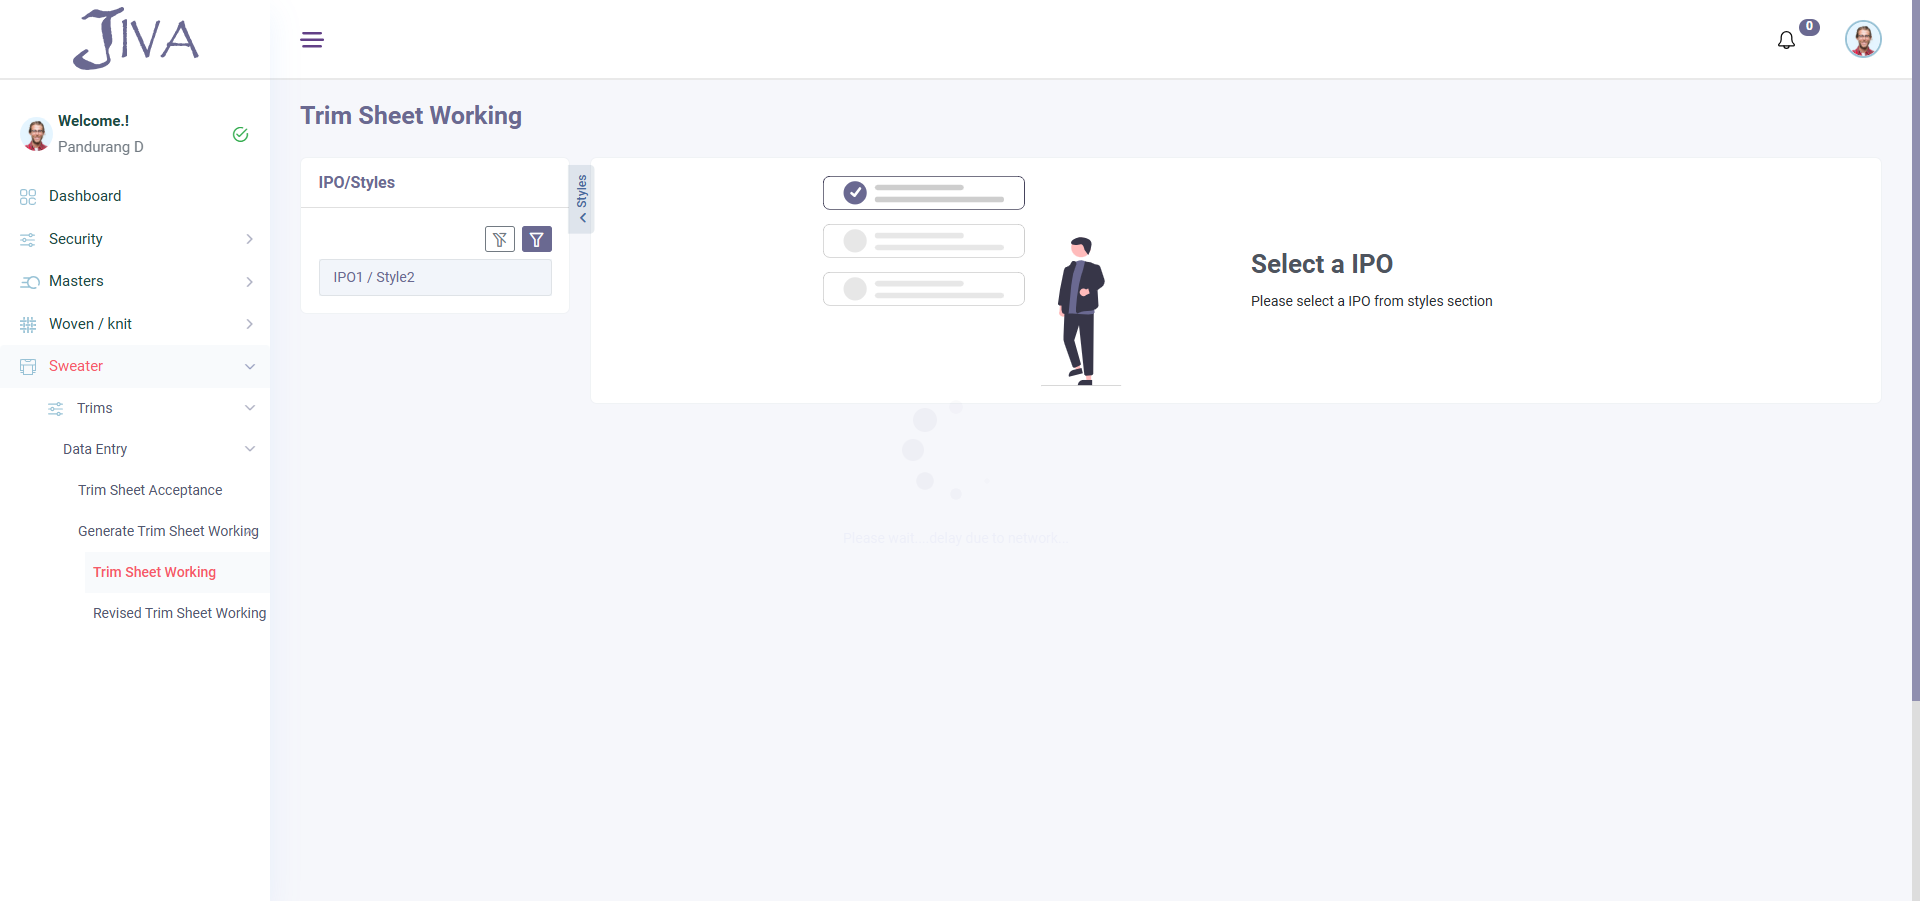 JIVA
0
Welcome.!
Pandurang D
Dashboard
Security
Masters
Woven / knit
Sweater
Trims
Data Entry
Trim Sheet Acceptance
Generate Trim Sheet Working
Trim Sheet Working
Revised Trim Sheet Working
Trim Sheet Working
IPO/Styles
Styles
IPO1 / Style2
Select a IPO
Please select a IPO from styles section
Please wait....delay due to network..